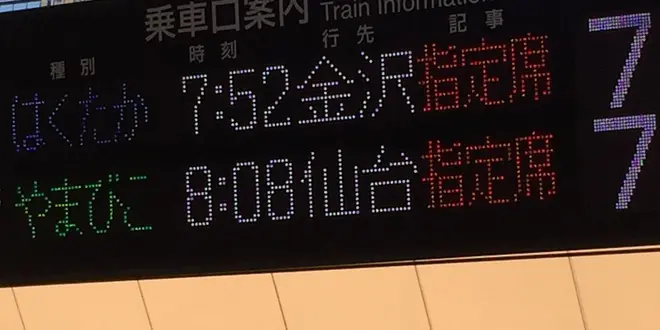 乗車口案内 Train Information
種別 時刻 行先 記事
はくたか 7:52 金沢 指定席 7
やまびこ 8:08 仙台 指定席 7